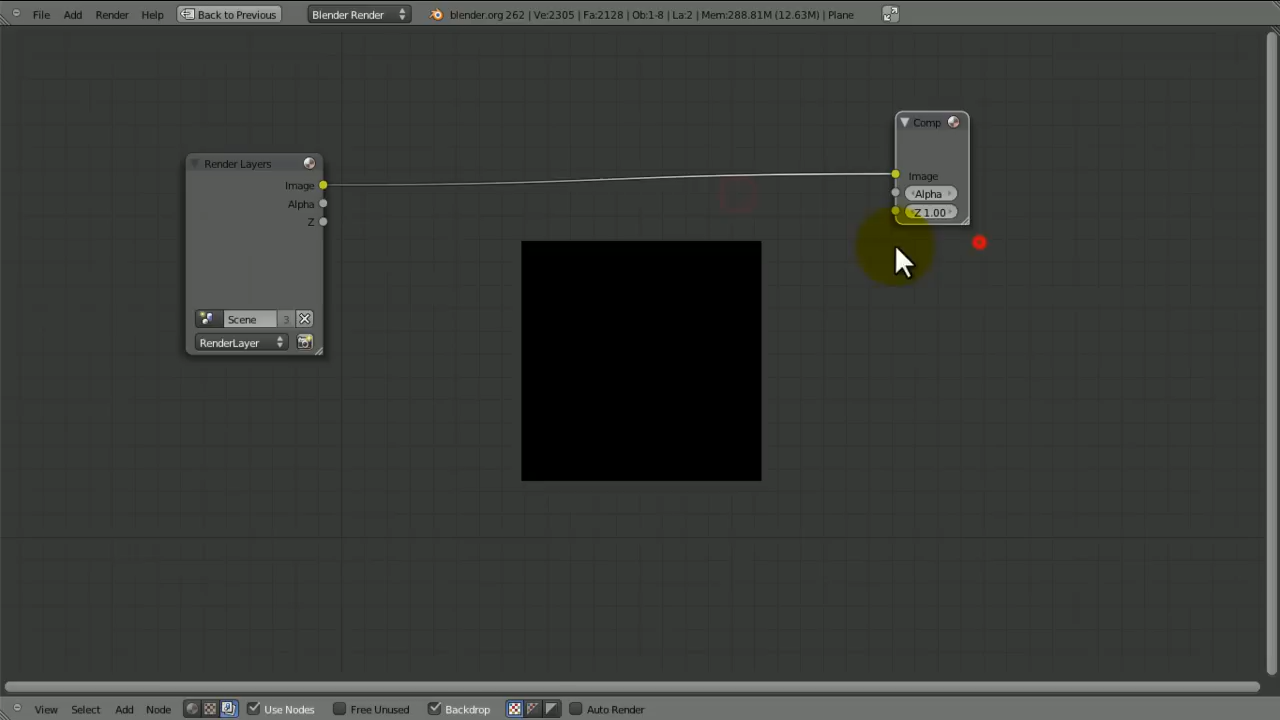 File Add Render Help Back to Previous Blender Render blender.org 262 | Ve:2305 | Fa:2128 | Ob:1-8 | La:2 | Mem:288.81M (12.63M) | Plane
Comp
Render Layers
Image
Image
Alpha
Alpha
Z
Z 1.00
Scene 3
RenderLayer
View Select Add Node Use Nodes Free Unused Backdrop Auto Render